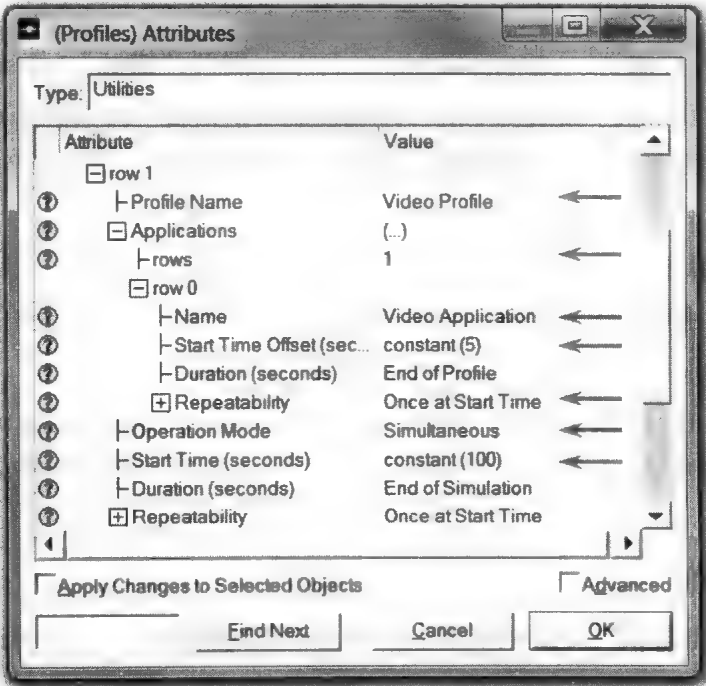 (Profiles) Attributes
Type: Utilities
Attribute Value
row 1
Profile Name Video Profile
Applications (...)
rows 1
row 0
Name Video Application
Start Time Offset (sec... constant (5)
Duration (seconds) End of Profile
Repeatability Once at Start Time
Operation Mode Simultaneous
Start Time (seconds) constant (100)
Duration (seconds) End of Simulation
Repeatability Once at Start Time
Apply Changes to Selected Objects Advanced
Find Next Cancel OK